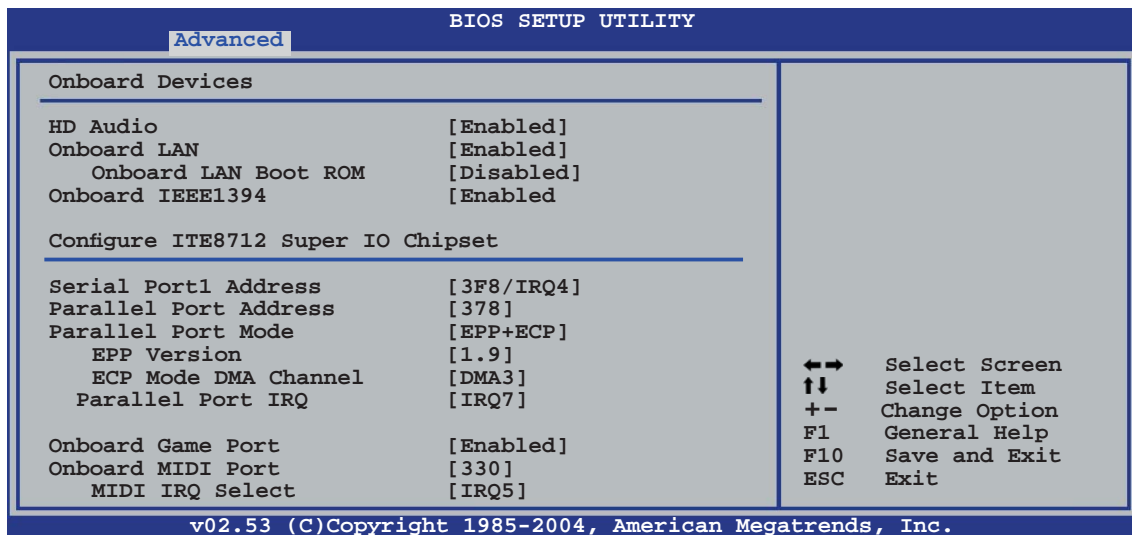 BIOS SETUP UTILITY
Advanced
Onboard Devices
HD Audio [Enabled]
Onboard LAN [Enabled]
Onboard LAN Boot ROM [Disabled]
Onboard IEEE1394 [Enabled
Configure ITE8712 Super IO Chipset
Serial Port1 Address [3F8/IRQ4]
Parallel Port Address [378]
Parallel Port Mode [EPP+ECP]
EPP Version [1.9]
ECP Mode DMA Channel [DMA3]
Parallel Port IRQ [IRQ7]
Onboard Game Port [Enabled]
Onboard MIDI Port [330]
MIDI IRQ Select [IRQ5]
←→ Select Screen
↑↓ Select Item
+- Change Option
F1 General Help
F10 Save and Exit
ESC Exit
v02.53 (C)Copyright 1985-2004, American Megatrends, Inc.